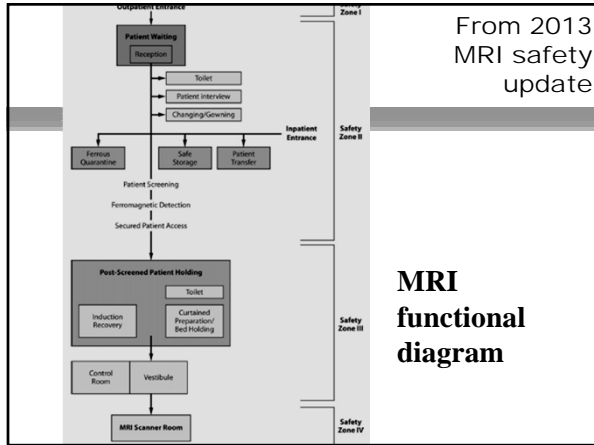 Outpatient Entrance
Safety
Zone I
From 2013
MRI safety
update
Patient Waiting
Reception
Toilet
Patient interview
Changing/Gowning
Inpatient
Entrance
Safety
Zone II
Ferrous
Quarantine
Safe
Storage
Patient
Transfer
Patient Screening
Ferromagnetic Detection
Secured Patient Access
Post-Screened Patient Holding
Toilet
Induction
Recovery
Curtained
Preparation/
Bed Holding
Safety
Zone III
MRI
functional
diagram
Control
Room
Vestibule
MRI Scanner Room
Safety
Zone IV